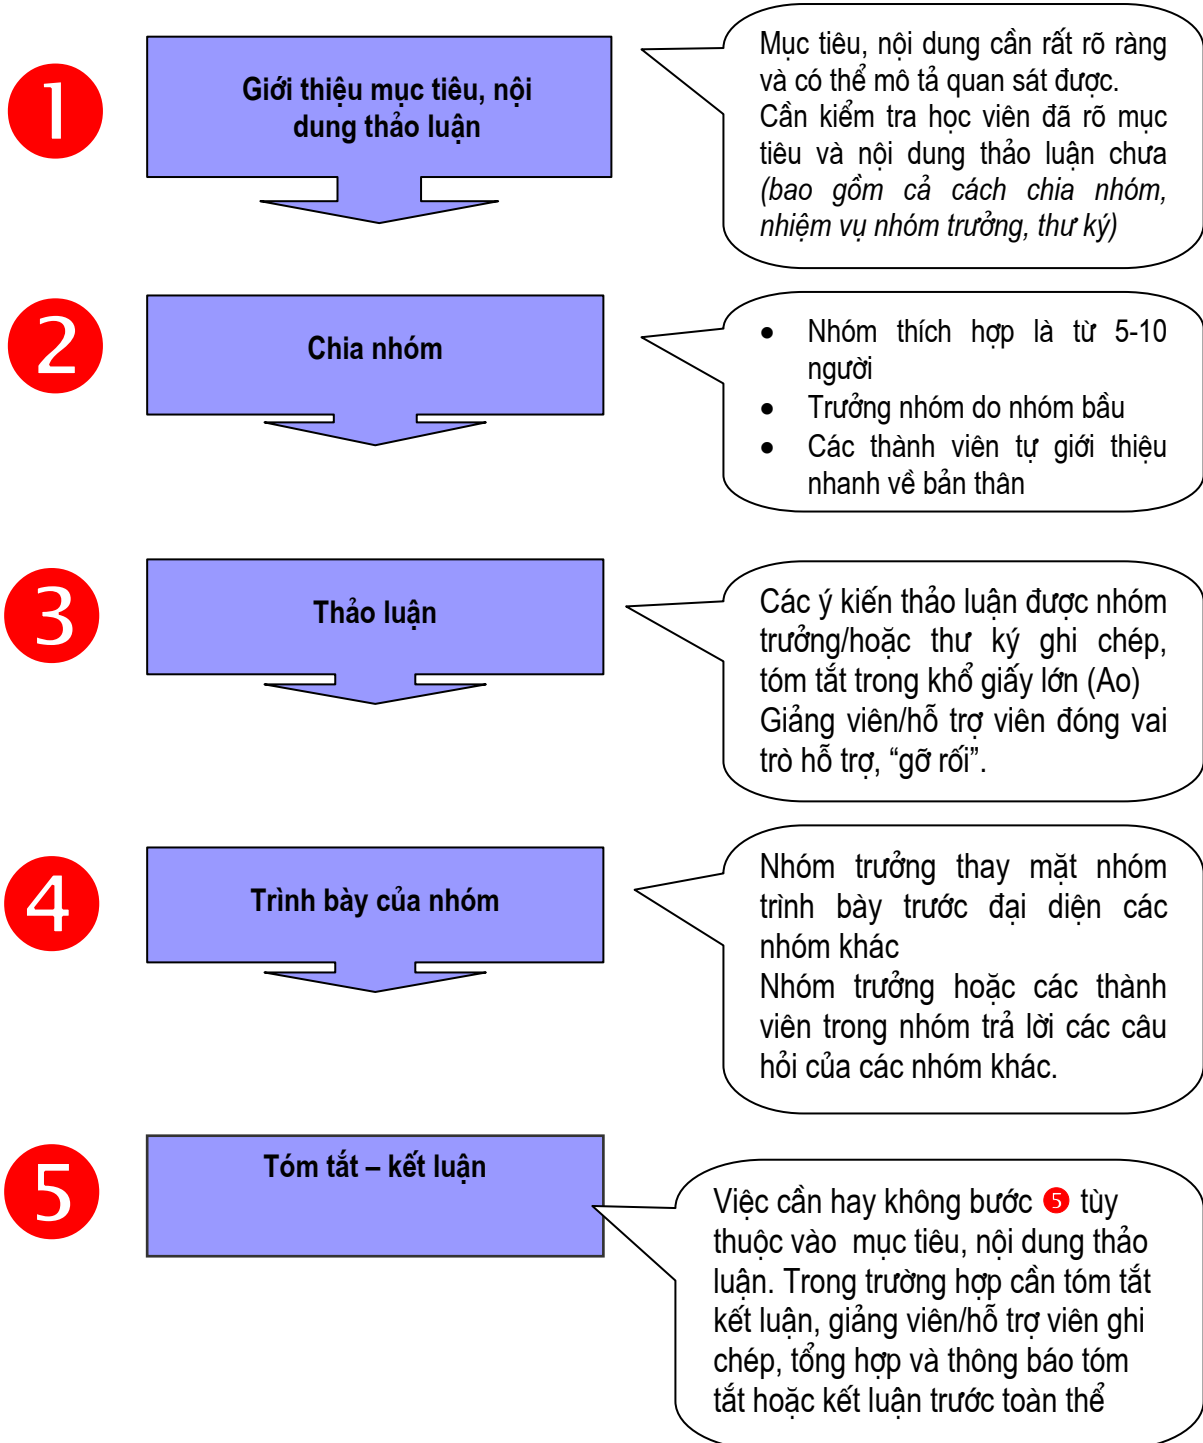 1
Giới thiệu mục tiêu, nội
dung thảo luận
Mục tiêu, nội dung cần rất rõ ràng
và có thể mô tả quan sát được.
Cần kiểm tra học viên đã rõ mục
tiêu và nội dung thảo luận chưa
(bao gồm cả cách chia nhóm,
nhiệm vụ nhóm trưởng, thư ký)
2
Chia nhóm
• Nhóm thích hợp là từ 5-10
người
• Trưởng nhóm do nhóm bầu
• Các thành viên tự giới thiệu
nhanh về bản thân
3
Thảo luận
Các ý kiến thảo luận được nhóm
trưởng/hoặc thư ký ghi chép,
tóm tắt trong khổ giấy lớn (Ao)
Giảng viên/hỗ trợ viên đóng vai
trò hỗ trợ, “gỡ rối”.
4
Trình bày của nhóm
Nhóm trưởng thay mặt nhóm
trình bày trước đại diện các
nhóm khác
Nhóm trưởng hoặc các thành
viên trong nhóm trả lời các câu
hỏi của các nhóm khác.
5
Tóm tắt – kết luận
Việc cần hay không bước ❺ tùy
thuộc vào mục tiêu, nội dung thảo
luận. Trong trường hợp cần tóm tắt
kết luận, giảng viên/hỗ trợ viên ghi
chép, tổng hợp và thông báo tóm
tắt hoặc kết luận trước toàn thể